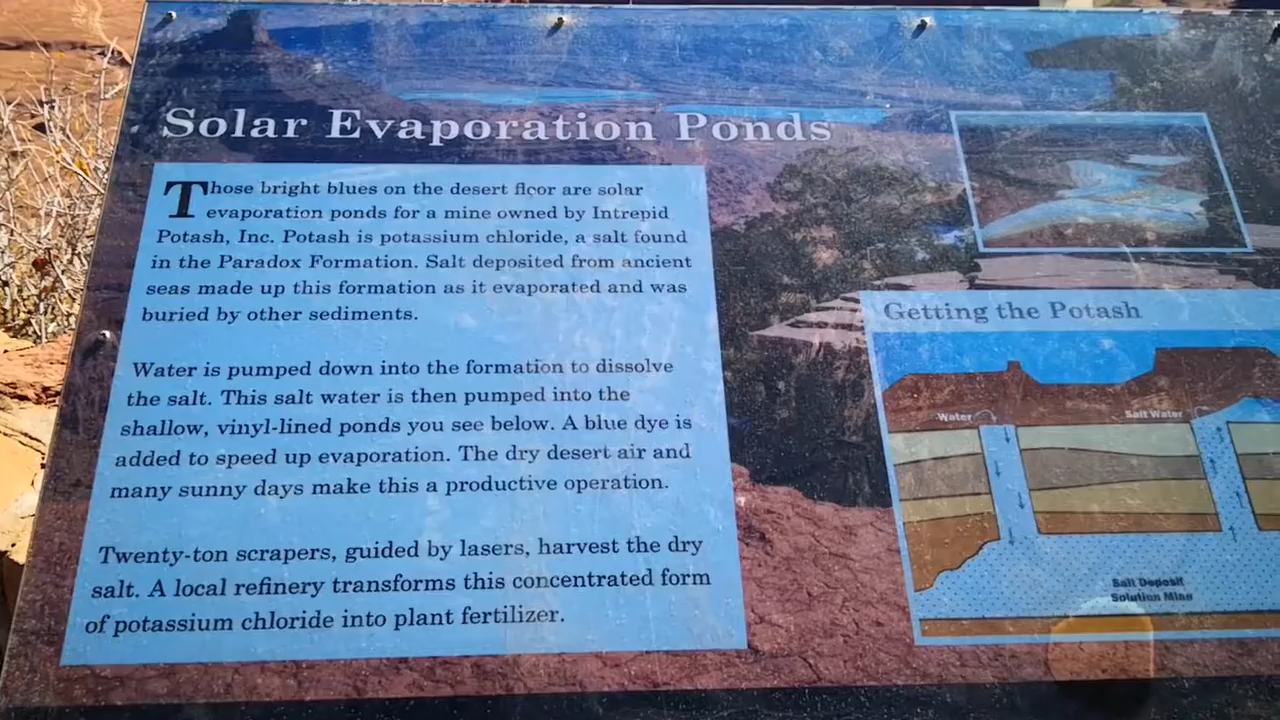 Solar Evaporation Ponds
Those bright blues on the desert floor are solar
evaporation ponds for a mine owned by Intrepid
Potash, Inc. Potash is potassium chloride, a salt found
in the Paradox Formation. Salt deposited from ancient
seas made up this formation as it evaporated and was
buried by other sediments.
Water is pumped down into the formation to dissolve
the salt. This salt water is then pumped into the
shallow, vinyl-lined ponds you see below. A blue dye is
added to speed up evaporation. The dry desert air and
many sunny days make this a productive operation.
Twenty-ton scrapers, guided by lasers, harvest the dry
salt. A local refinery transforms this concentrated form
of potassium chloride into plant fertilizer.
Getting the Potash
Water
Salt Water
Salt Deposit
Solution Mine